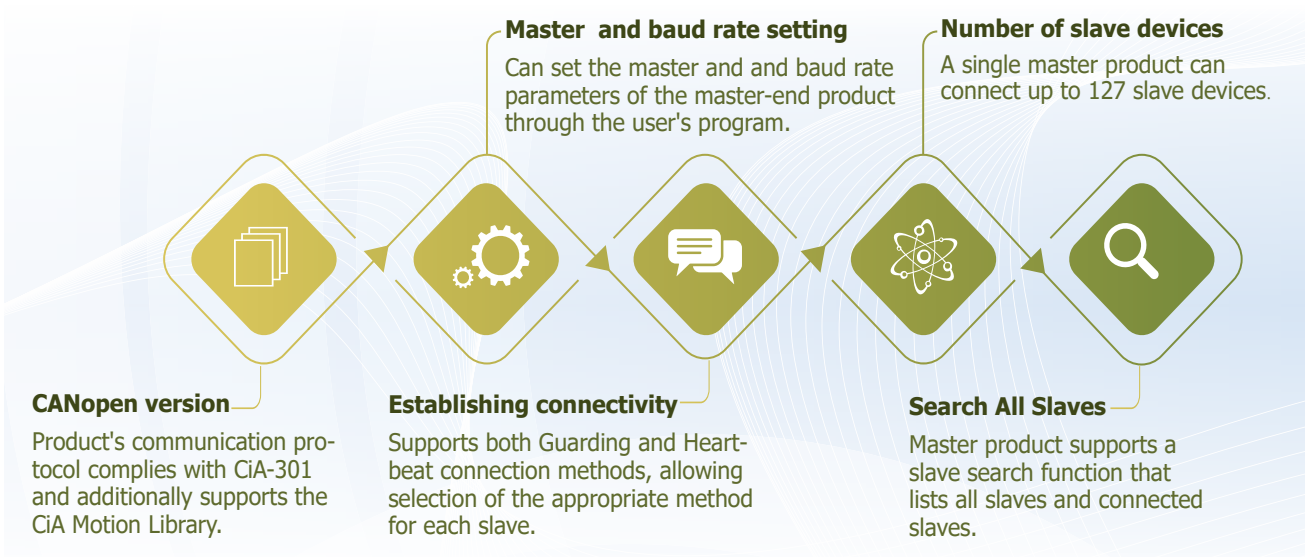 Master  and baud rate setting
Can set the master and and baud rate
parameters of the master-end product
through the user's program.
Number of slave devices
A single master product can
connect up to 127 slave devices.
CANopen version
Product's communication pro-
tocol complies with CiA-301
and additionally supports the
CiA Motion Library.
Establishing connectivity
Supports both Guarding and Heart-
beat connection methods, allowing
selection of the appropriate method
for each slave.
Search All Slaves
Master product supports a
slave search function that
lists all slaves and connected
slaves.